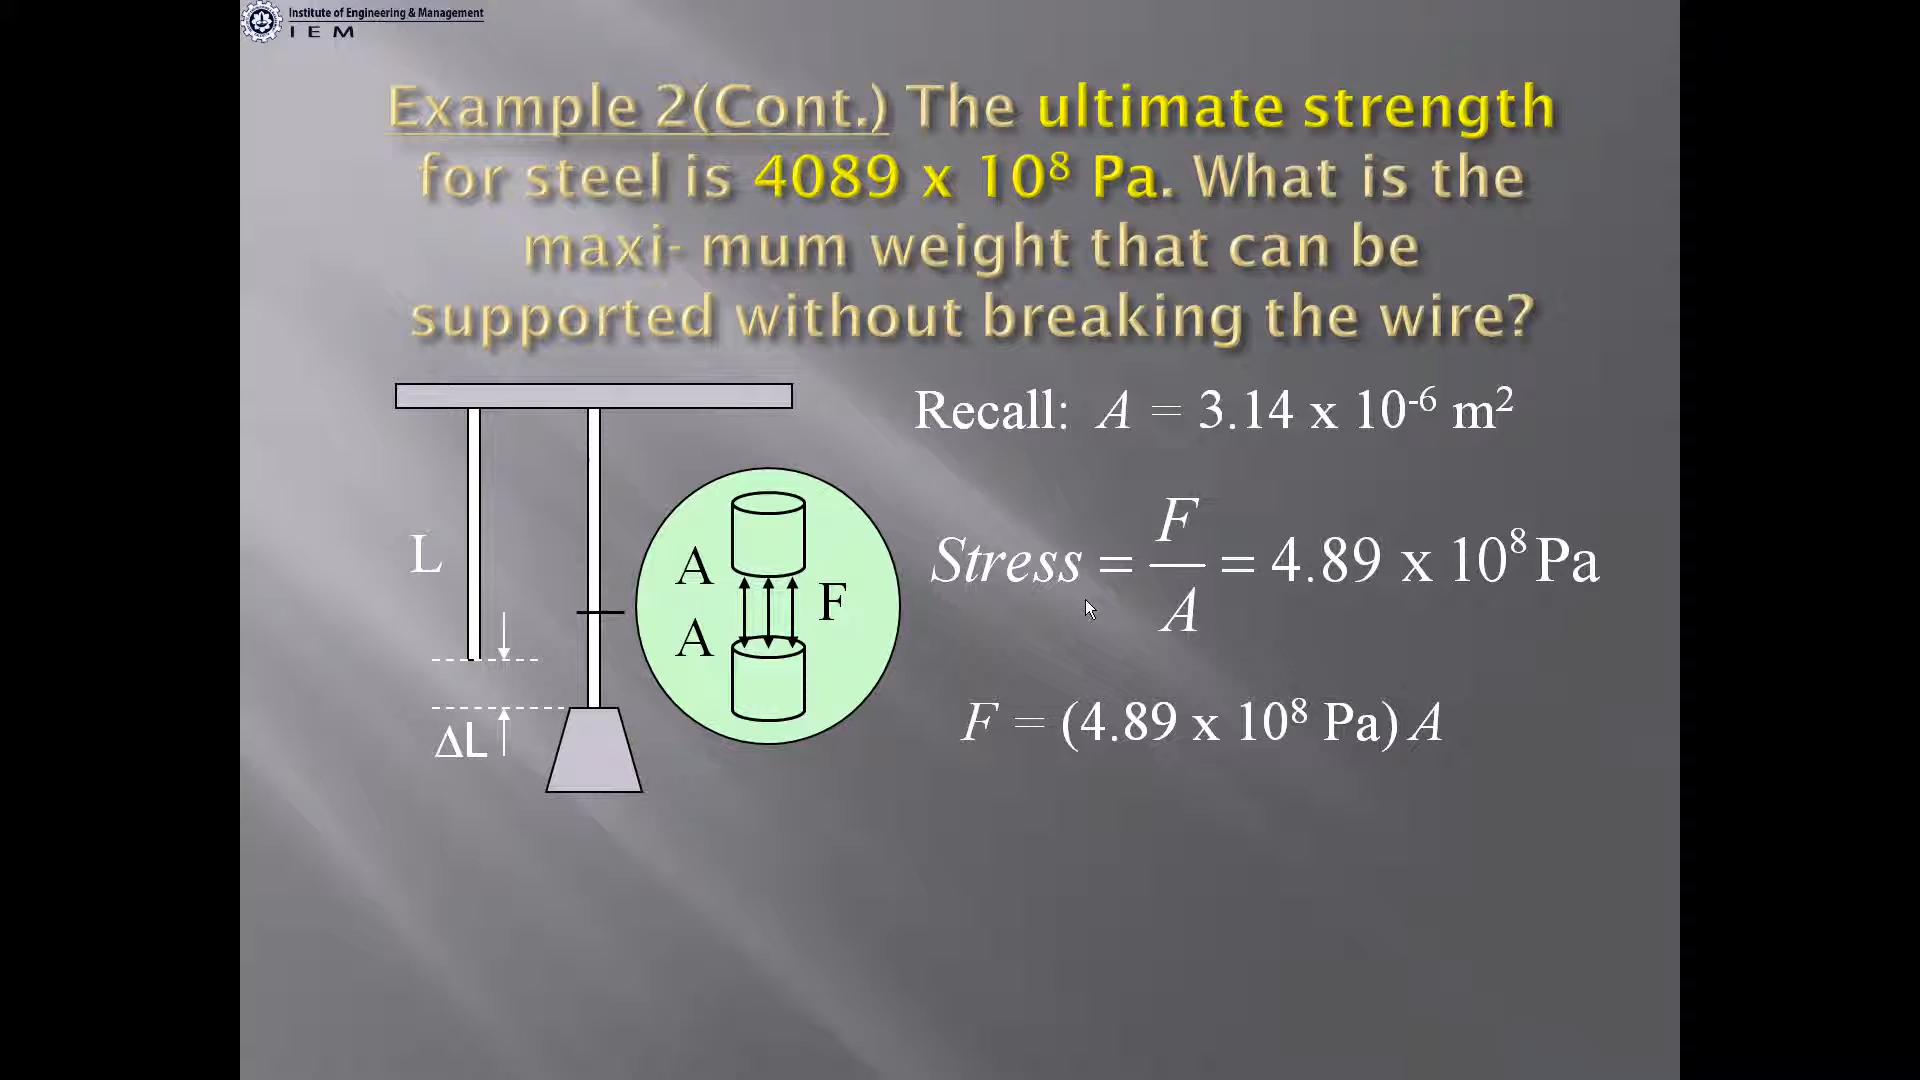 Institute of Engineering & Management
I E M
Example 2(Cont.) The ultimate strength
for steel is 4089 x 10⁸ Pa. What is the
maxi- mum weight that can be
supported without breaking the wire?
Recall: A = 3.14 x 10⁻⁶ m²
Stress = F/A = 4.89 x 10⁸ Pa
F = (4.89 x 10⁸ Pa) A
L
ΔL
A
A
F